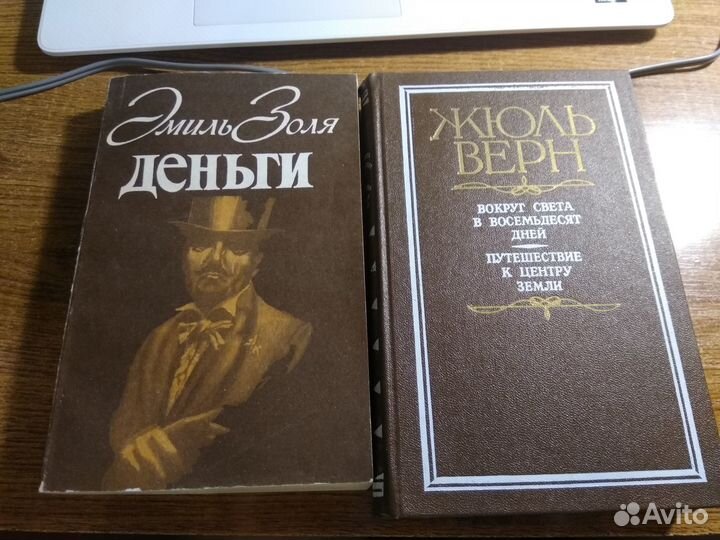 Эмиль Золя
деньги
ЖЮЛЬ
ВЕРН
ВОКРУГ СВЕТА
В ВОСЕМЬДЕСЯТ
ДНЕЙ
ПУТЕШЕСТВИЕ
К ЦЕНТРУ
ЗЕМЛИ
Avito